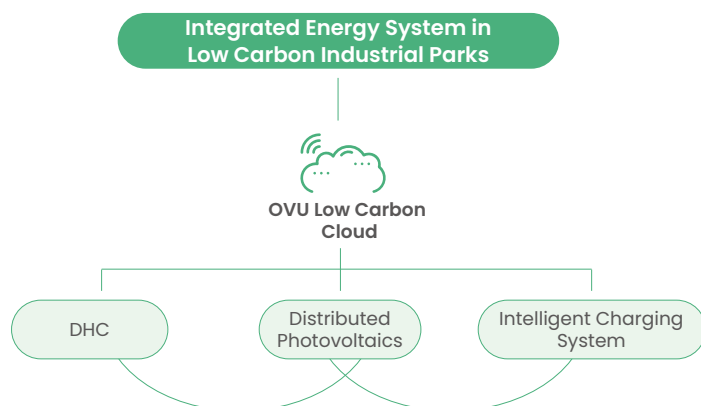 Integrated Energy System in
Low Carbon Industrial Parks
OVU Low Carbon
Cloud
DHC
Distributed
Photovoltaics
Intelligent Charging
System